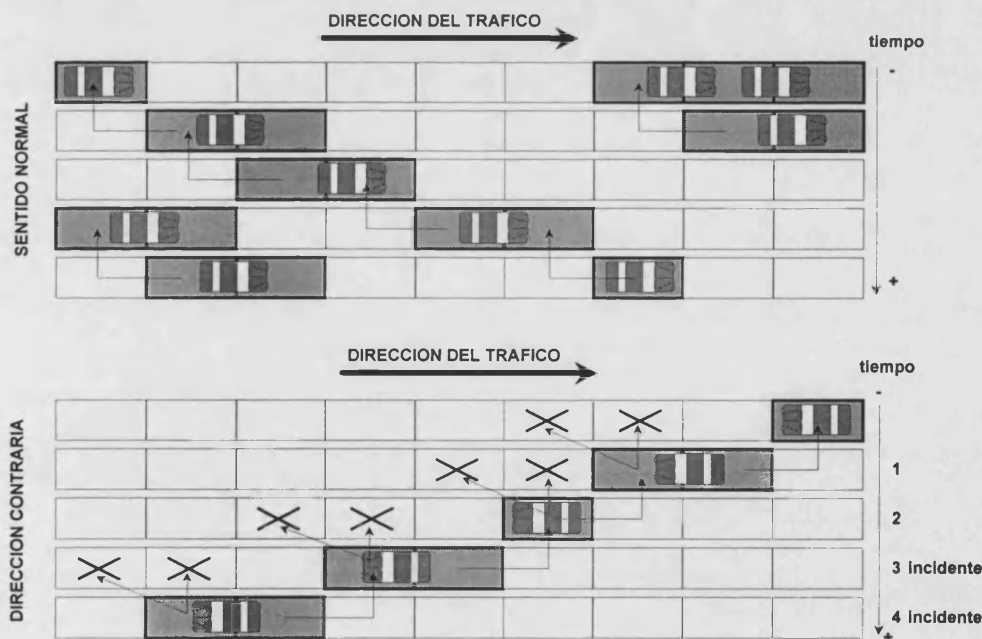 DIRECCION DEL TRAFICO
tiempo
-
SENTIDO NORMAL
+
DIRECCION DEL TRAFICO
tiempo
-
DIRECCION CONTRARIA
1
2
3 incidente
4 incidente
+